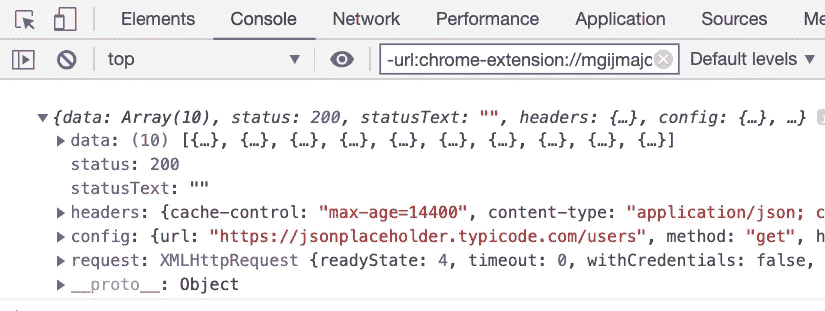 Elements Console Network Performance Application Sources Me
top -url:chrome-extension://mgijmajc Default levels
{data: Array(10), status: 200, statusText: "", headers: {…}, config: {…}, …}
data: (10) [{…}, {…}, {…}, {…}, {…}, {…}, {…}, {…}, {…}, {…}]
status: 200
statusText: ""
headers: {cache-control: "max-age=14400", content-type: "application/json; c
config: {url: "https://jsonplaceholder.typicode.com/users", method: "get", h
request: XMLHttpRequest {readyState: 4, timeout: 0, withCredentials: false,
__proto__: Object